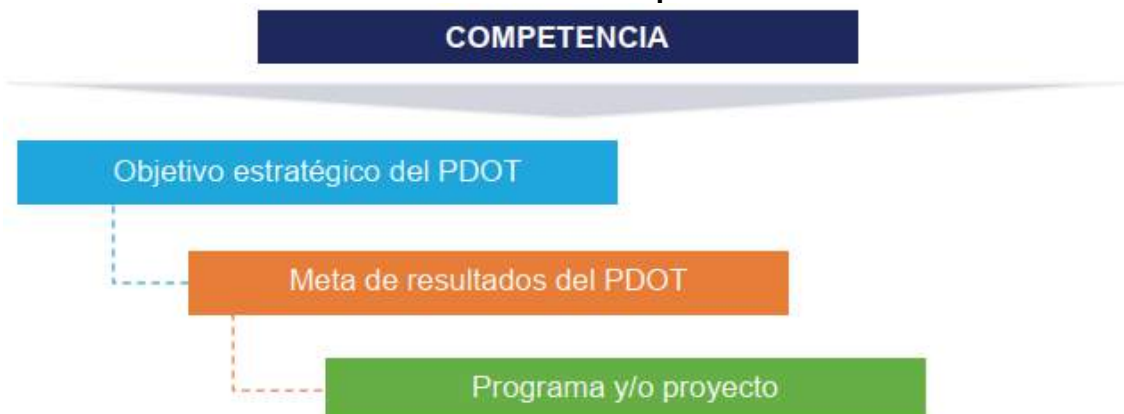 COMPETENCIA
Objetivo estratégico del PDOT
Meta de resultados del PDOT
Programa y/o proyecto